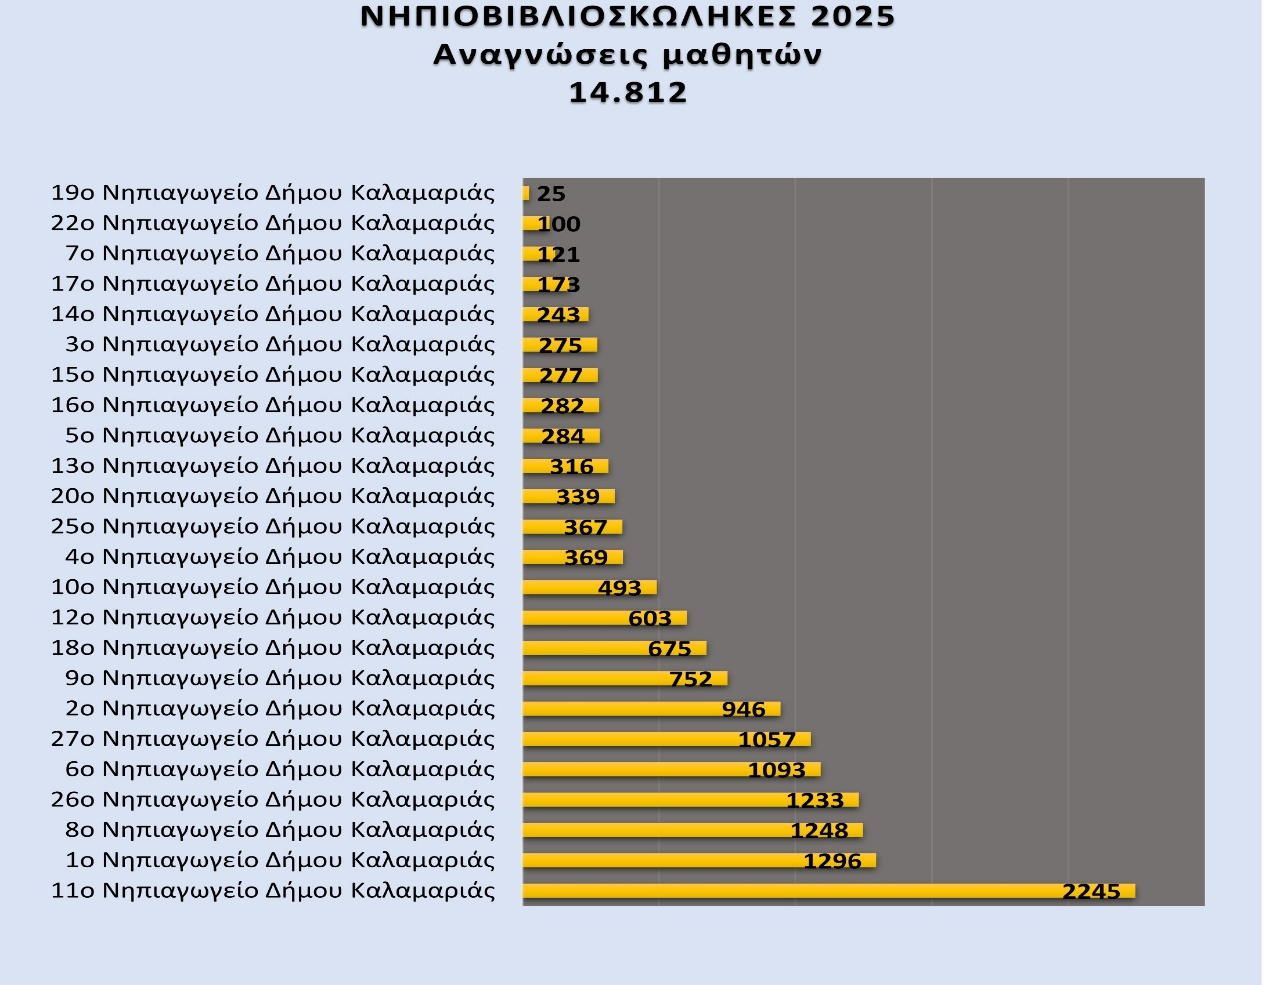 ΝΗΠΙΟΒΙΒΛΙΟΣΚΩΛΗΚΕΣ 2025
Αναγνώσεις μαθητών
14.812
19ο Νηπιαγωγείο Δήμου Καλαμαριάς 25
22ο Νηπιαγωγείο Δήμου Καλαμαριάς 100
7ο Νηπιαγωγείο Δήμου Καλαμαριάς 121
17ο Νηπιαγωγείο Δήμου Καλαμαριάς 173
14ο Νηπιαγωγείο Δήμου Καλαμαριάς 243
3ο Νηπιαγωγείο Δήμου Καλαμαριάς 275
15ο Νηπιαγωγείο Δήμου Καλαμαριάς 277
16ο Νηπιαγωγείο Δήμου Καλαμαριάς 282
5ο Νηπιαγωγείο Δήμου Καλαμαριάς 284
13ο Νηπιαγωγείο Δήμου Καλαμαριάς 316
20ο Νηπιαγωγείο Δήμου Καλαμαριάς 339
25ο Νηπιαγωγείο Δήμου Καλαμαριάς 367
4ο Νηπιαγωγείο Δήμου Καλαμαριάς 369
10ο Νηπιαγωγείο Δήμου Καλαμαριάς 493
12ο Νηπιαγωγείο Δήμου Καλαμαριάς 603
18ο Νηπιαγωγείο Δήμου Καλαμαριάς 675
9ο Νηπιαγωγείο Δήμου Καλαμαριάς 752
2ο Νηπιαγωγείο Δήμου Καλαμαριάς 946
27ο Νηπιαγωγείο Δήμου Καλαμαριάς 1057
6ο Νηπιαγωγείο Δήμου Καλαμαριάς 1093
26ο Νηπιαγωγείο Δήμου Καλαμαριάς 1233
8ο Νηπιαγωγείο Δήμου Καλαμαριάς 1248
1ο Νηπιαγωγείο Δήμου Καλαμαριάς 1296
11ο Νηπιαγωγείο Δήμου Καλαμαριάς 2245